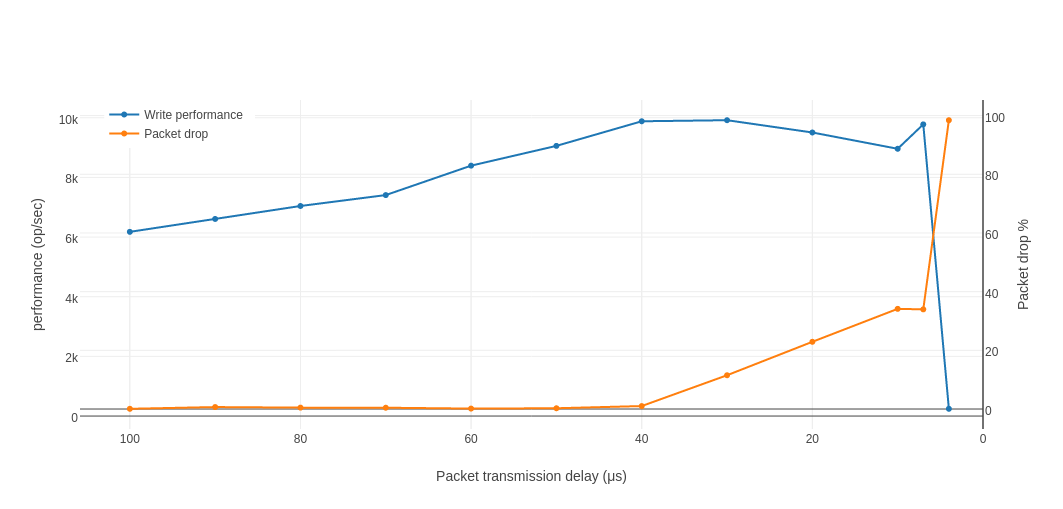 Write performance
Packet drop
10k
8k
6k
4k
2k
0
performance (op/sec)
100
80
60
40
20
0
Packet drop %
100
80
60
40
20
0
Packet transmission delay (μs)